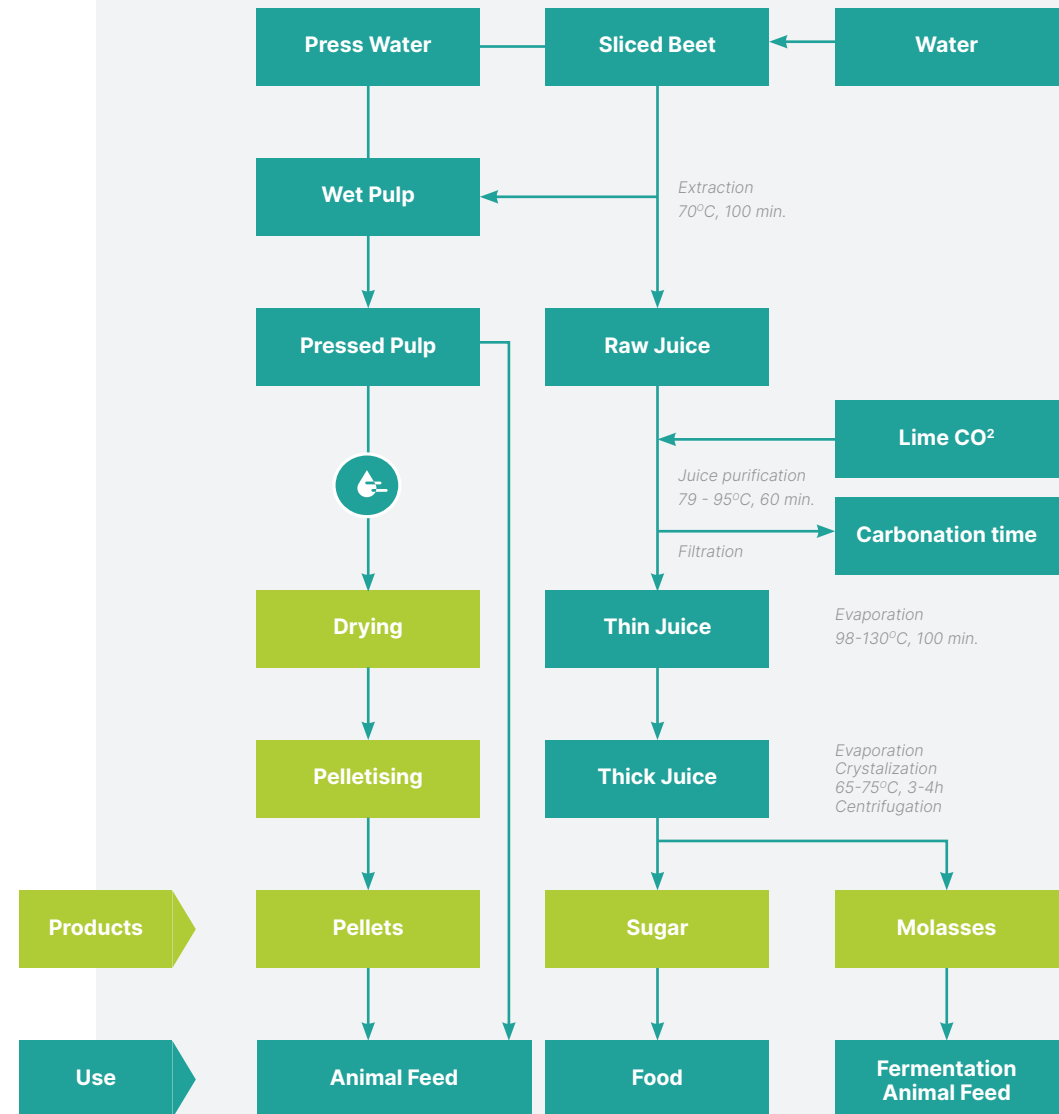 Press Water
Sliced Beet
Water
Wet Pulp
Extraction
70ºC, 100 min.
Pressed Pulp
Raw Juice
Lime CO²
Juice purification
79 - 95ºC, 60 min.
Filtration
Carbonation time
Drying
Thin Juice
Evaporation
98-130ºC, 100 min.
Pelletising
Thick Juice
Evaporation
Crystalization
65-75ºC, 3-4h
Centrifugation
Products
Pellets
Sugar
Molasses
Use
Animal Feed
Food
Fermentation
Animal Feed